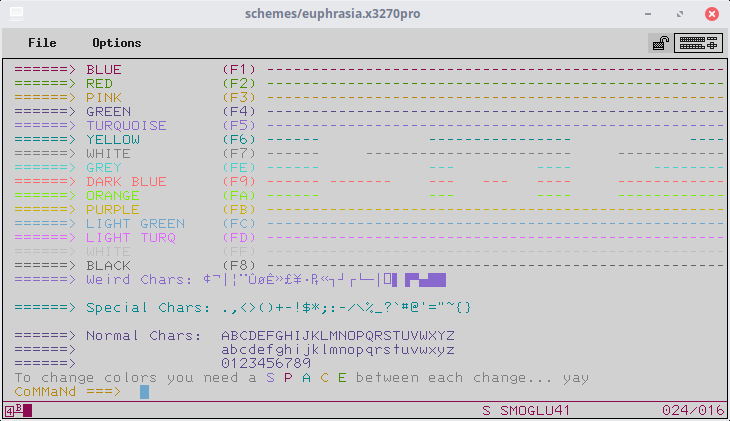 schemes/euphrasia.x3270pro
File Options
======> BLUE (F1) -----------------------------------------------
======> RED (F2) -----------------------------------------------
======> PINK (F3) -----------------------------------------------
======> GREEN (F4) -----------------------------------------------
======> TURQUOISE (F5) -----------------------------------------------
======> YELLOW (F6) ------ --- --- ------
======> WHITE (F7) ------ --- --- ------
======> GREY (FE) ------ --- --- ------
======> DARK BLUE (F9) ------ --- --- ------
======> ORANGE (FA) ------ --- --- ------
======> PURPLE (FB) ------ --- --- ------
======> LIGHT GREEN (FC) ------ --- --- ------
======> LIGHT TURQ (FD) ------ --- --- ------
======> WHITE (FF) ------ --- --- ------
======> BLACK (F8) -----------------------------------------------
======> Weird Chars:
======> Special Chars: .,<>()+-!$*;:-/\%_?`#@'="~{}
======> Normal Chars: ABCDEFGHIJKLMNOPQRSTUVWXYZ
======> abcdefghijklmnopqrstuvwxyz
======> 0123456789
To change colors you need a S P A C E between each change... yay
CoMMaNd ===>
4 B S SMOGLU41 024/016